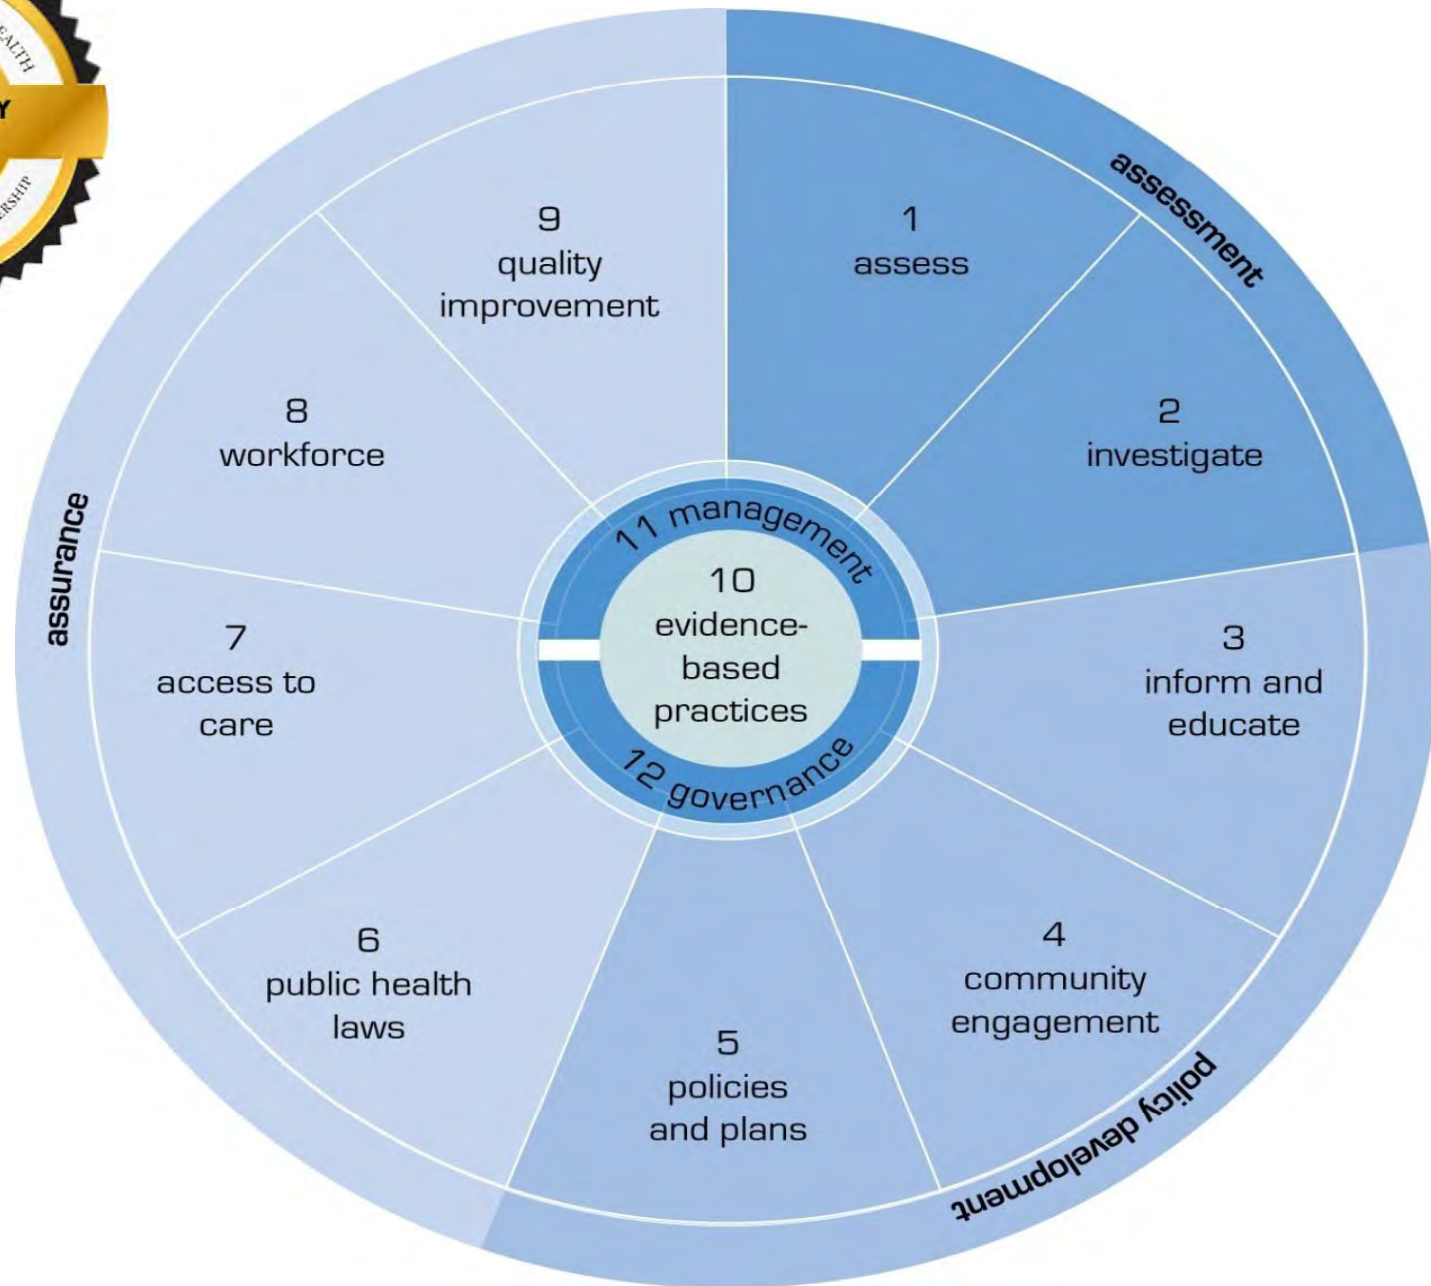 assessment
1
assess
2
investigate
policy development
3
inform and
educate
4
community
engagement
5
policies
and plans
assurance
6
public health
laws
7
access to
care
8
workforce
9
quality
improvement
11 management
10
evidence-
based
practices
12 governance